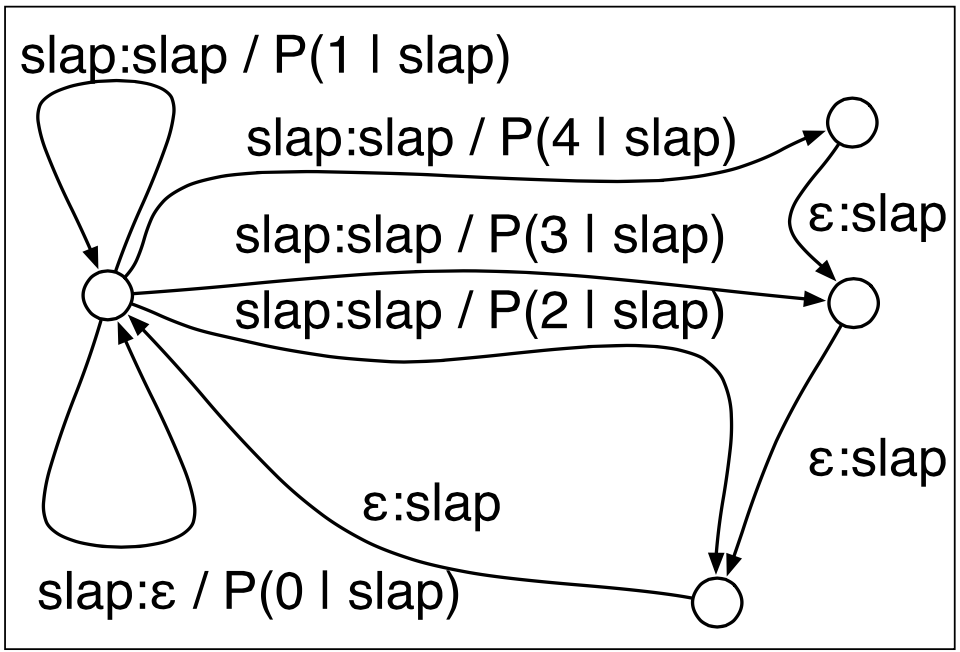 slap:slap / P(1 | slap)
slap:slap / P(4 | slap)
ε:slap
slap:slap / P(3 | slap)
slap:slap / P(2 | slap)
ε:slap
ε:slap
slap:ε / P(0 | slap)